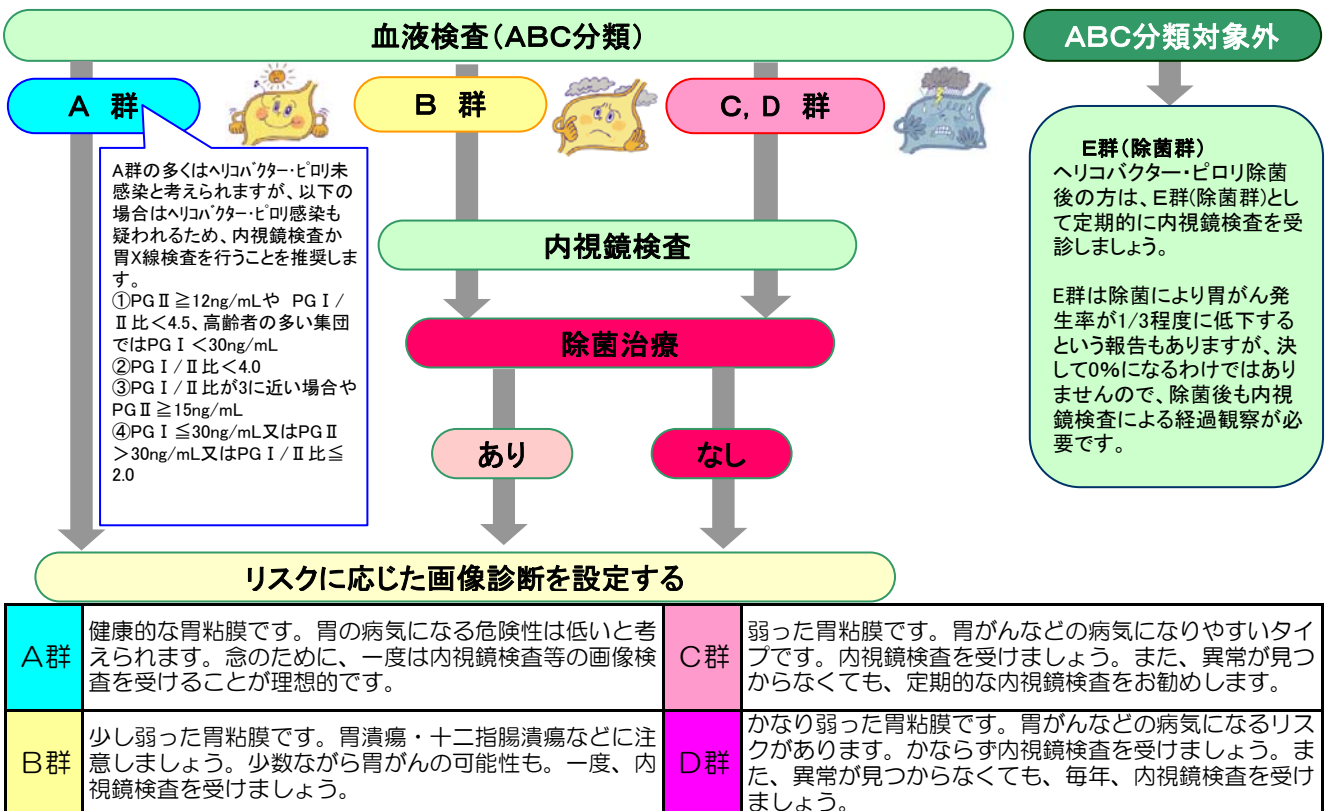 血液検査(ABC分類)
ABC分類対象外
A 群
B 群
C, D 群
A群の多くはヘリコバクター・ピロリ未
感染と考えられますが、以下の
場合はヘリコバクター・ピロリ感染も
疑われるため、内視鏡検査か
胃X線検査を行うことを推奨しま
す。
①PGⅡ≧12ng/mLや PGⅠ/
Ⅱ比<4.5、高齢者の多い集団
ではPGⅠ<30ng/mL
②PGⅠ/Ⅱ比<4.0
③PGⅠ/Ⅱ比が3に近い場合や
PGⅡ≧15ng/mL
④PGⅠ≦30ng/mL又はPGⅡ
>30ng/mL又はPGⅠ/Ⅱ比≦
2.0
内視鏡検査
除菌治療
あり
なし
E群(除菌群)
ヘリコバクター・ピロリ除菌
後の方は、E群(除菌群)とし
て定期的に内視鏡検査を受
診しましょう。
E群は除菌により胃がん発
生率が1/3程度に低下する
という報告もありますが、決
して0%になるわけではあり
ませんので、除菌後も内視
鏡検査による経過観察が必
要です。
リスクに応じた画像診断を設定する
A群
健康的な胃粘膜です。胃の病気になる危険性は低いと考
えられます。念のために、一度は内視鏡検査等の画像検
査を受けることが理想的です。
C群
弱った胃粘膜です。胃がんなどの病気になりやすいタイ
プです。内視鏡検査を受けましょう。また、異常が見つ
からなくても、定期的な内視鏡検査をお勧めします。
B群
少し弱った胃粘膜です。胃潰瘍・十二指腸潰瘍などに注
意しましょう。少数ながら胃がんの可能性も。一度、内
視鏡検査を受けましょう。
D群
かなり弱った胃粘膜です。胃がんなどの病気になるリス
クがあります。かならず内視鏡検査を受けましょう。ま
た、異常が見つからなくても、毎年、内視鏡検査を受け
ましょう。